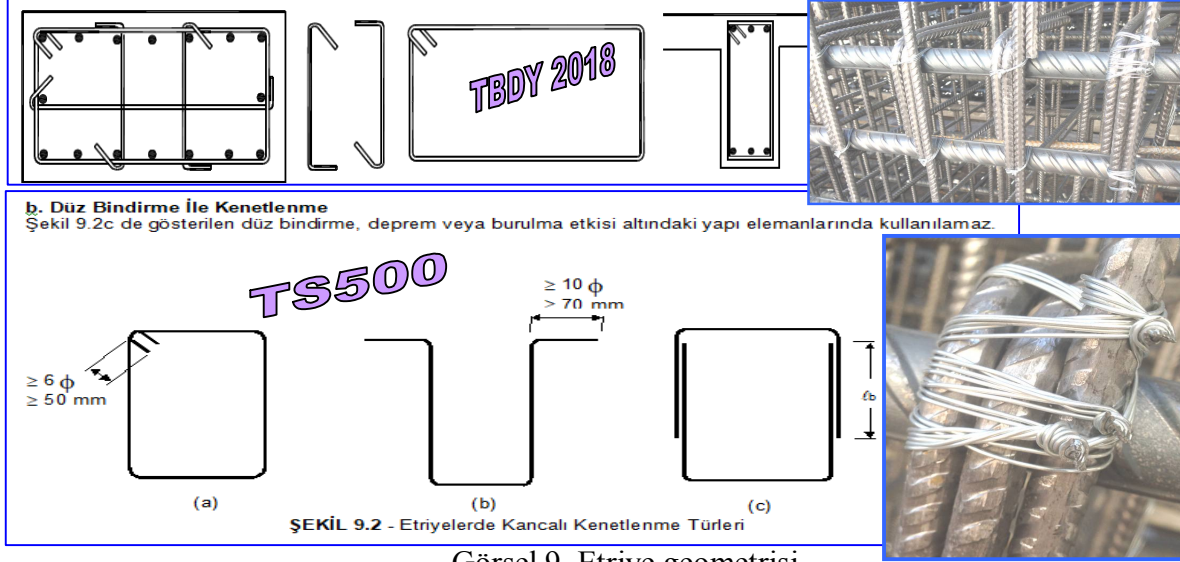 TBDY 2018
b. Düz Bindirme İle Kenetlenme
Şekil 9.2c de gösterilen düz bindirme, deprem veya burulma etkisi altındaki yapı elemanlarında kullanılamaz.
TS500
≥ 10 ϕ
> 70 mm
≥ 6 ϕ
≥ 50 mm
ℓb
(a)
(b)
(c)
ŞEKİL 9.2 - Etriyelerde Kancalı Kenetlenme Türleri
Görsel 9. Etriye geometrisi